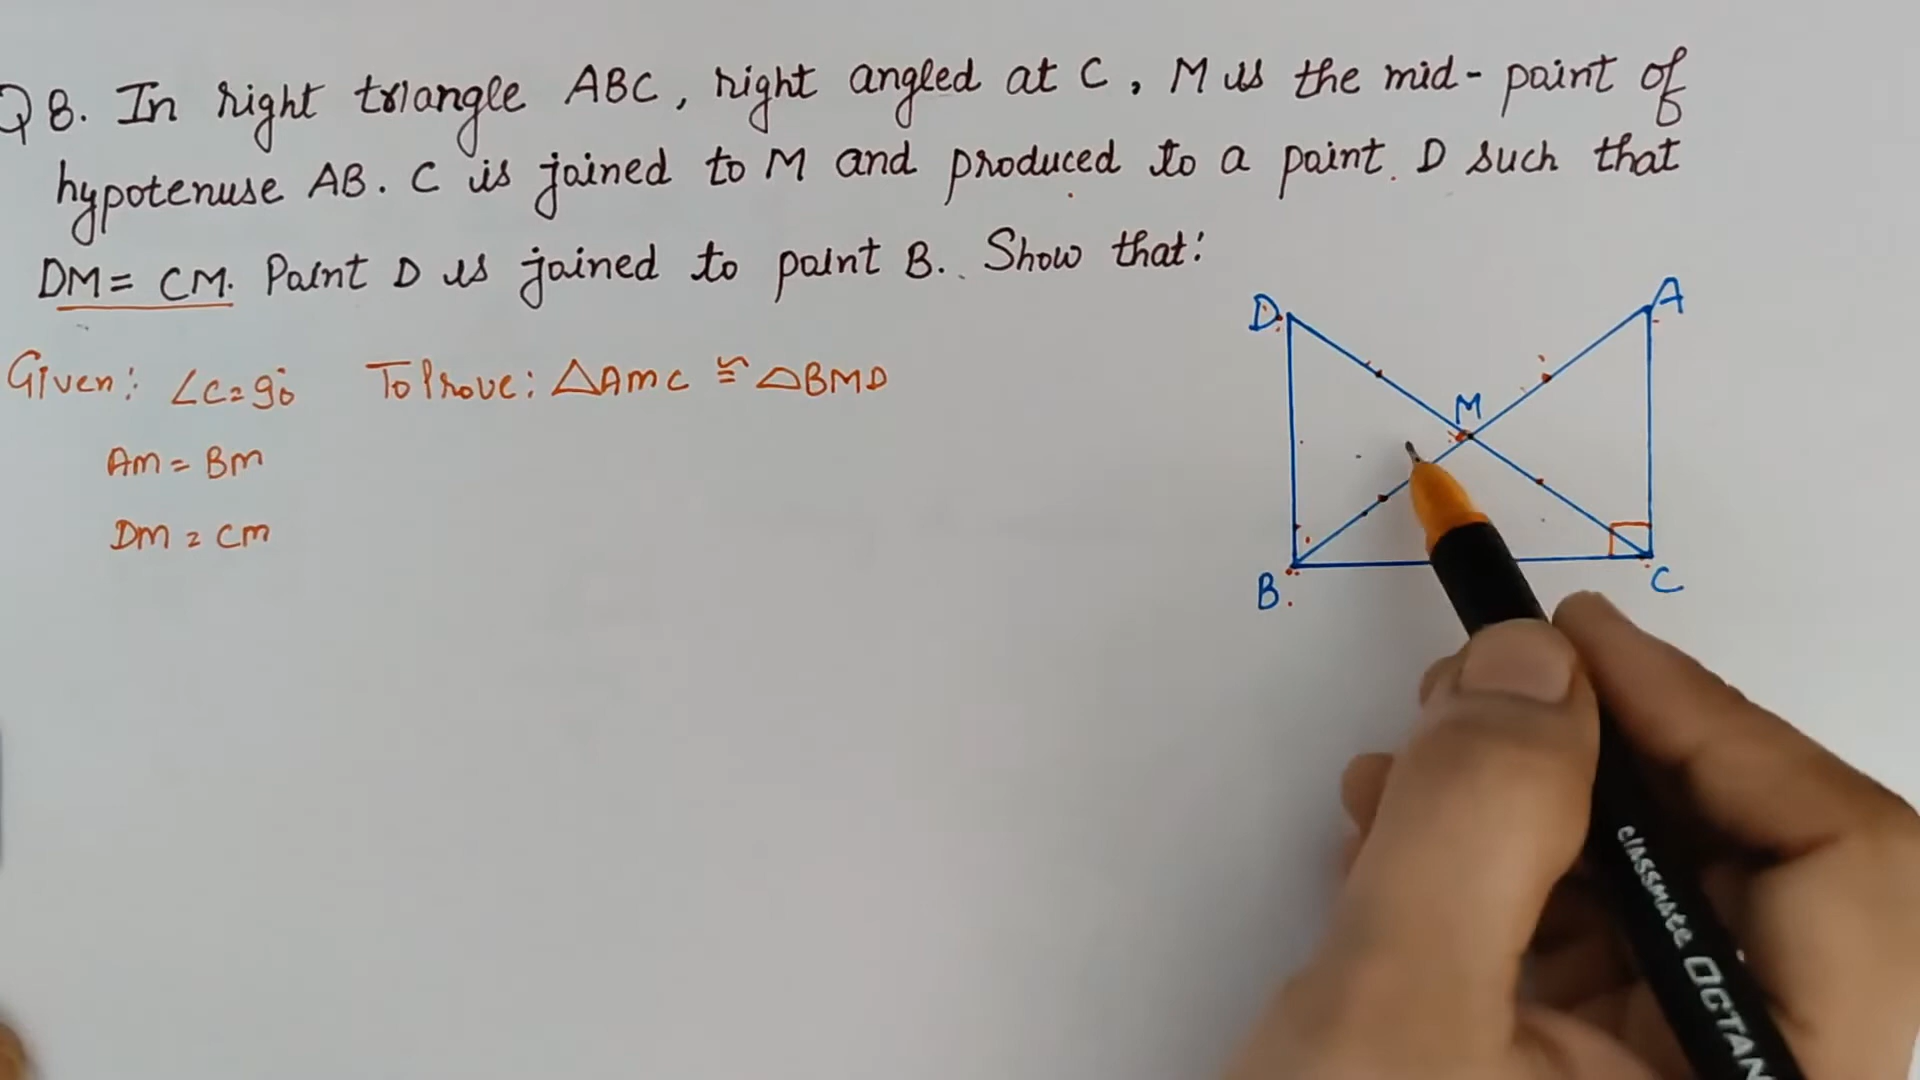 Q8. In right triangle ABC, right angled at C, M is the mid-point of
hypotenuse AB. C is joined to M and produced to a point D such that
DM = CM. Point D is joined to point B. Show that:
Given: ∠C=90° To Prove: △AMC ≅ △BMD
AM = BM
DM = CM
D
A
M
B.
C
classmate OCTAN